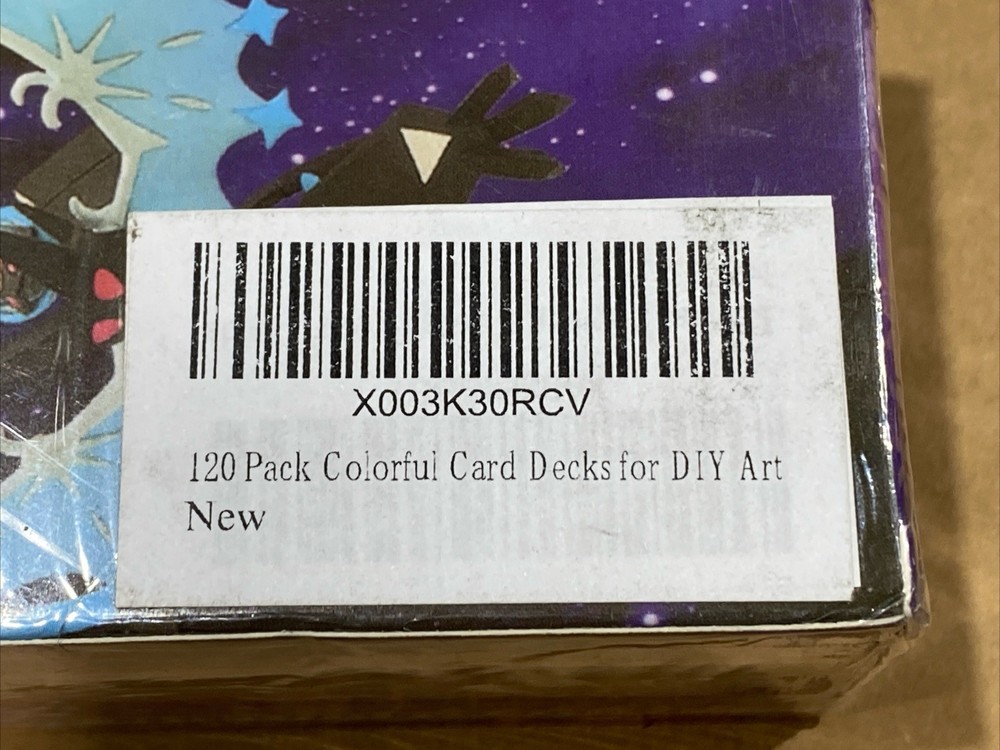 X003K30RCV
120 Pack Colorful Card Decks for DIY Art
New